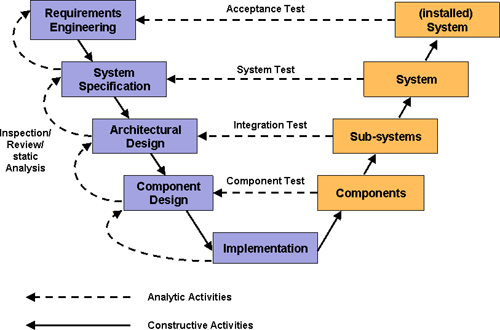 Requirements
Engineering
Acceptance Test
(installed)
System
System
Specification
System Test
System
Inspection/
Review/
static
Analysis
Architectural
Design
Integration Test
Sub-systems
Component
Design
Component Test
Components
Implementation
Analytic Activities
Constructive Activities